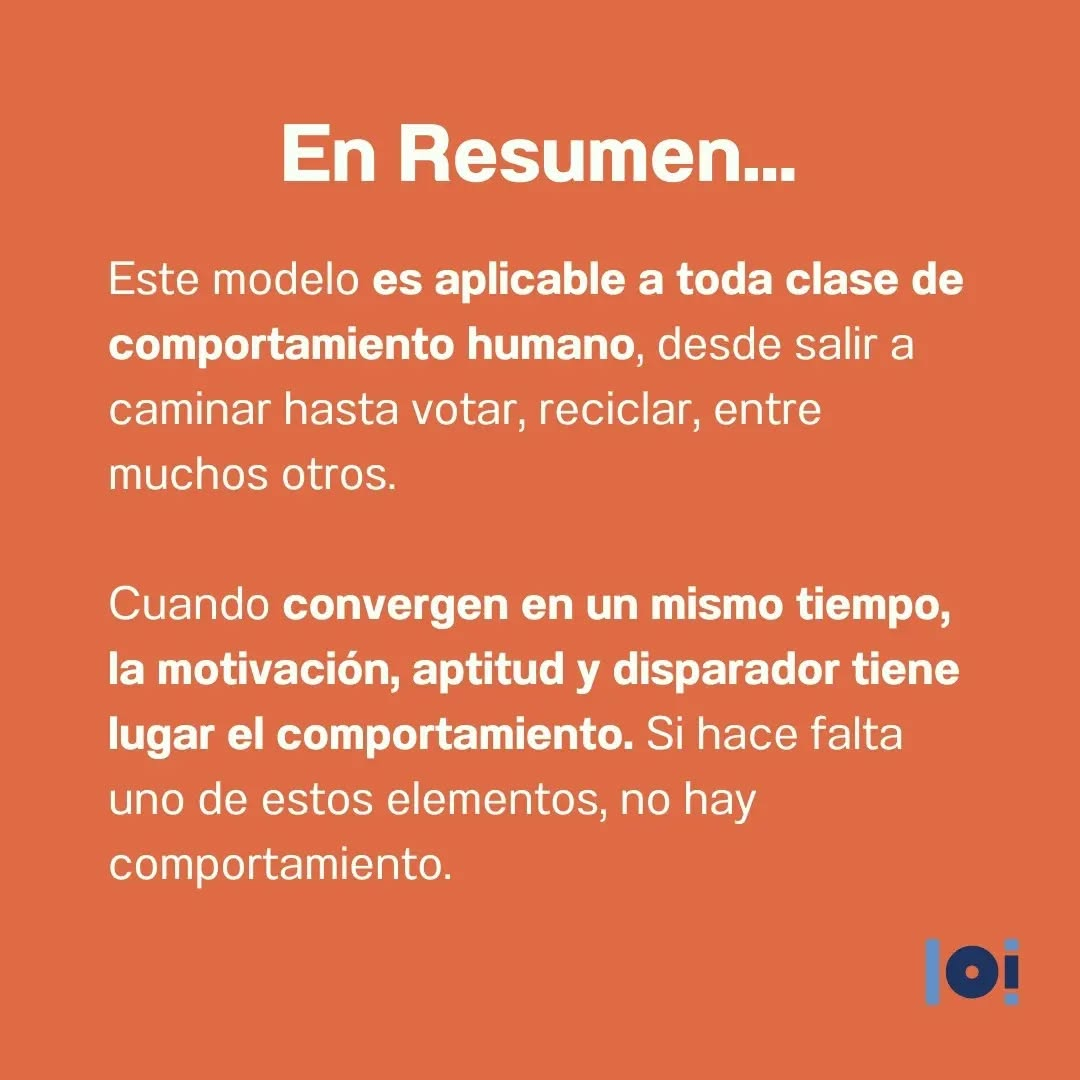 En Resumen...
Este modelo es aplicable a toda clase de
comportamiento humano, desde salir a
caminar hasta votar, reciclar, entre
muchos otros.
Cuando convergen en un mismo tiempo,
la motivación, aptitud y disparador tiene
lugar el comportamiento. Si hace falta
uno de estos elementos, no hay
comportamiento.